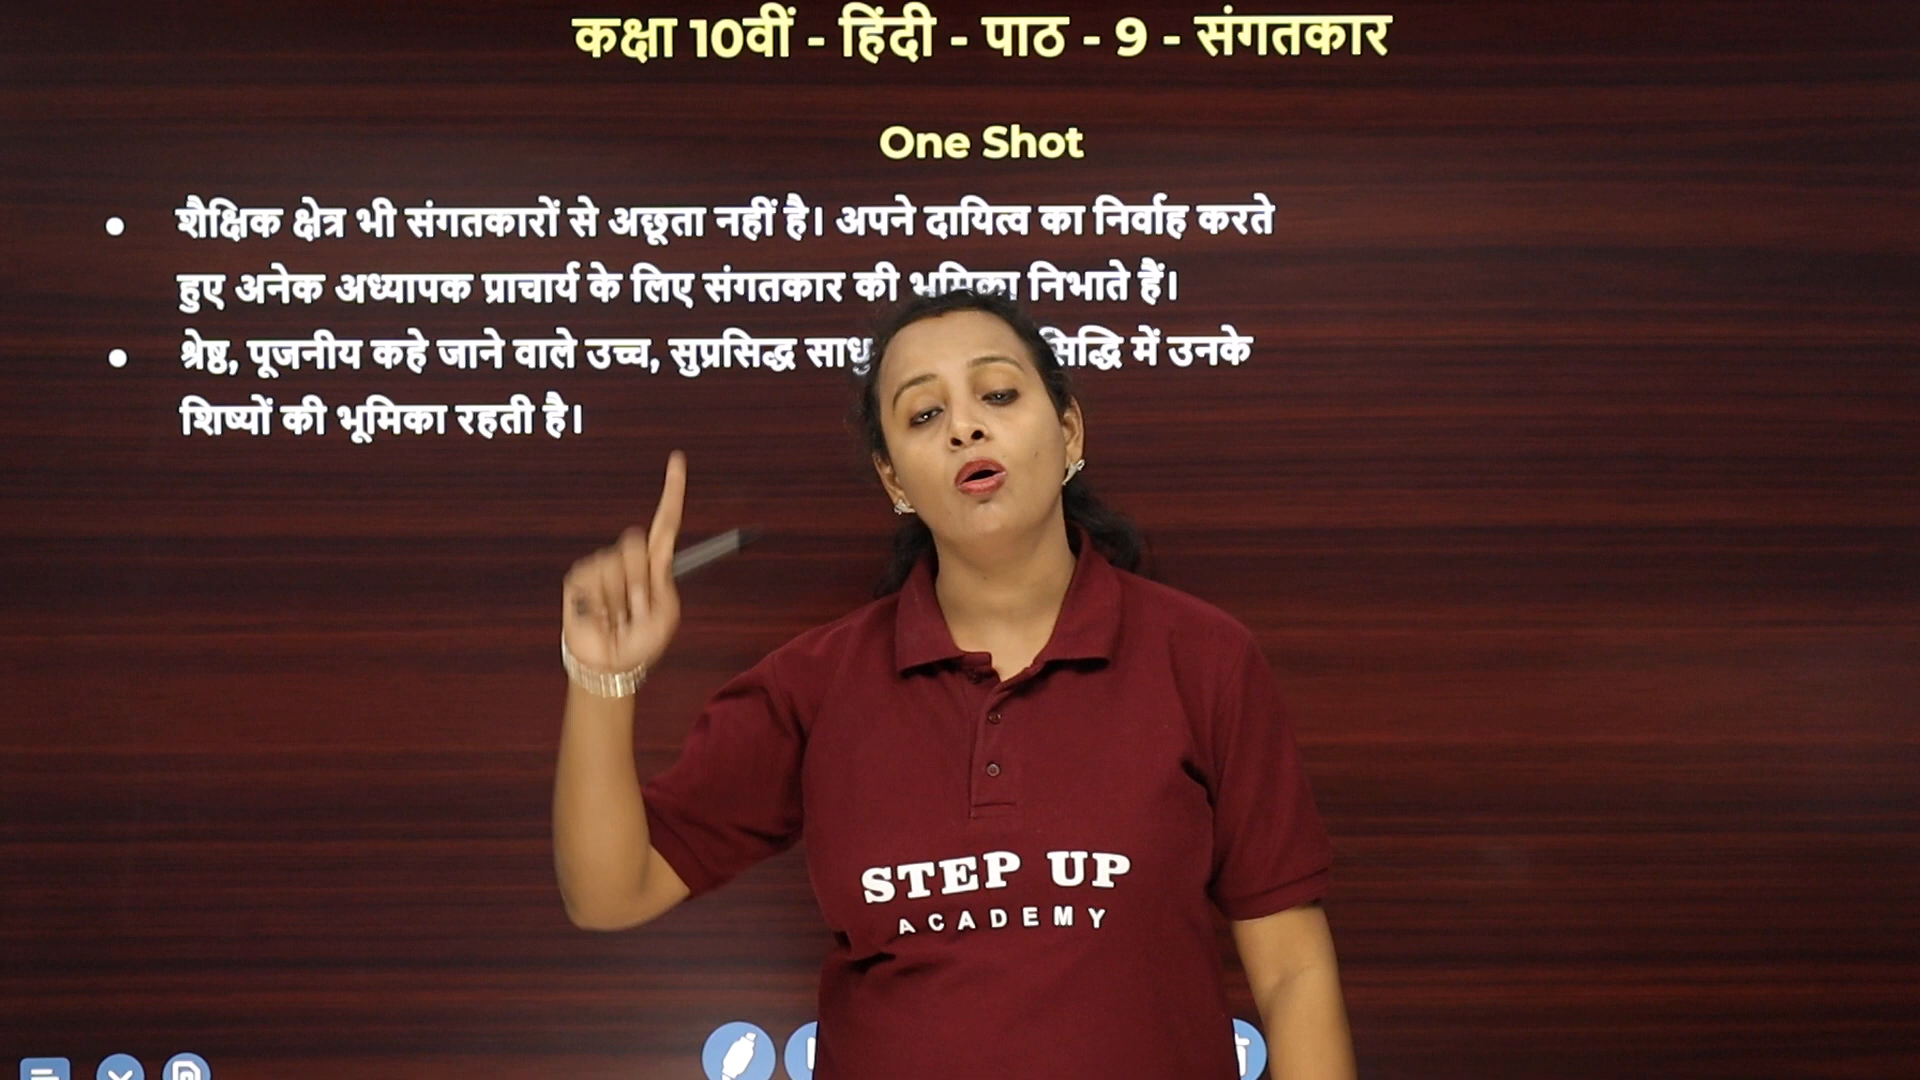 कक्षा 10वीं - हिंदी - पाठ - 9 - संगतकार
One Shot
• शैक्षिक क्षेत्र भी संगतकारों से अछूता नहीं है। अपने दायित्व का निर्वाह करते
हुए अनेक अध्यापक प्राचार्य के लिए संगतकार की भूमिका निभाते हैं।
• श्रेष्ठ, पूजनीय कहे जाने वाले उच्च, सुप्रसिद्ध में उनके
शिष्यों की भूमिका रहती है।
STEP UP
ACADEMY